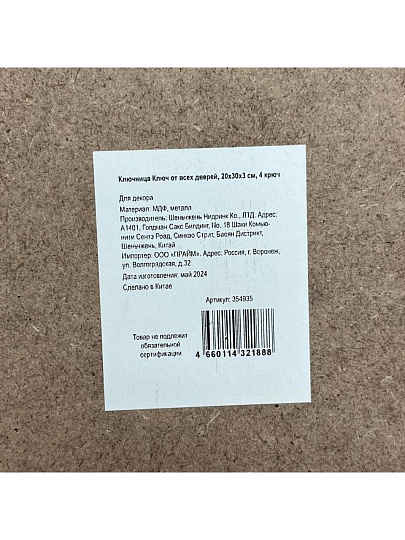 Ключница Ключ от всех дверей, 20х30х3 см, 4 крюч
Для декора
Материал: МДФ, металл
Производитель: Шеньчжень Нидринк Ко., ЛТД. Адрес:
А1401, Голдман Сакс Билдинг, No. 18 Шаки Комью-
нити Сентэ Роад, Синкао Стрит, Баоян Дистрикт,
Шеньчжень, Китай
Импортер: ООО «ПРАЙМ». Адрес: Россия, г. Воронеж,
ул. Волгоградская, д.32
Дата изготовления: май 2024
Сделано в Китае
Артикул: 354935
Товар не подлежит
обязательной
сертификации
4 660114 321888